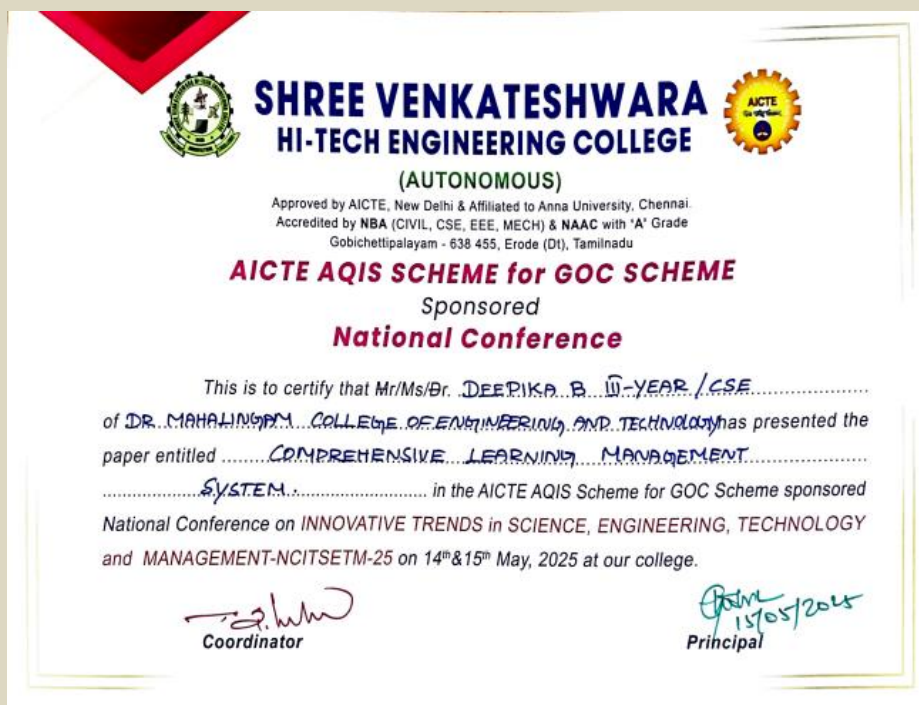 SHREE VENKATESHWARA
HI-TECH ENGINEERING COLLEGE
AICTE
(AUTONOMOUS)
Approved by AICTE, New Delhi & Affiliated to Anna University, Chennai.
Accredited by NBA (CIVIL, CSE, EEE, MECH) & NAAC with 'A' Grade
Gobichettipalayam - 638 455, Erode (Dt), Tamilnadu
AICTE AQIS SCHEME for GOC SCHEME
Sponsored
National Conference
This is to certify that Mr/Ms/Dr. DEEPIKA B III-YEAR / CSE
of DR. MAHALINGAM COLLEGE OF ENGINEERING AND TECHNOLOGY has presented the
paper entitled COMPREHENSIVE LEARNING MANAGEMENT
SYSTEM. in the AICTE AQIS Scheme for GOC Scheme sponsored
National Conference on INNOVATIVE TRENDS in SCIENCE, ENGINEERING, TECHNOLOGY
and MANAGEMENT-NCITSETM-25 on 14th&15th May, 2025 at our college.
15/05/2025
Coordinator
Principal